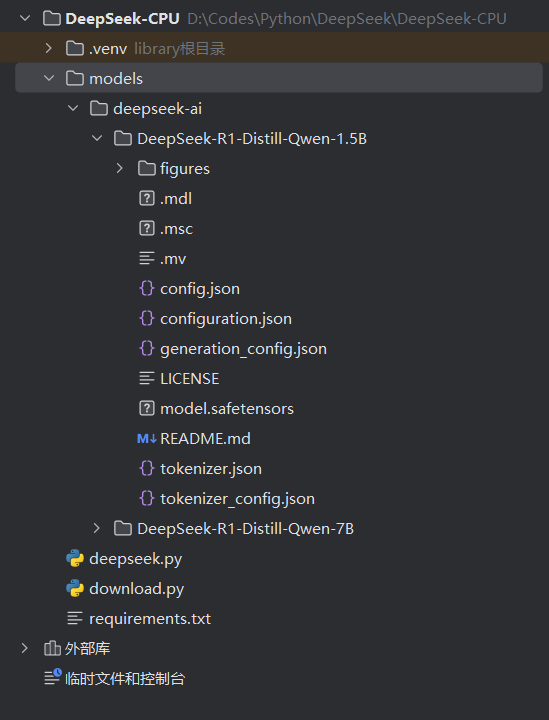 DeepSeek-CPU D:\Codes\Python\DeepSeek\DeepSeek-CPU
.venv library根目录
models
deepseek-ai
DeepSeek-R1-Distill-Qwen-1.5B
figures
.mdl
.msc
.mv
config.json
configuration.json
generation_config.json
LICENSE
model.safetensors
README.md
tokenizer.json
tokenizer_config.json
DeepSeek-R1-Distill-Qwen-7B
deepseek.py
download.py
requirements.txt
外部库
临时文件和控制台